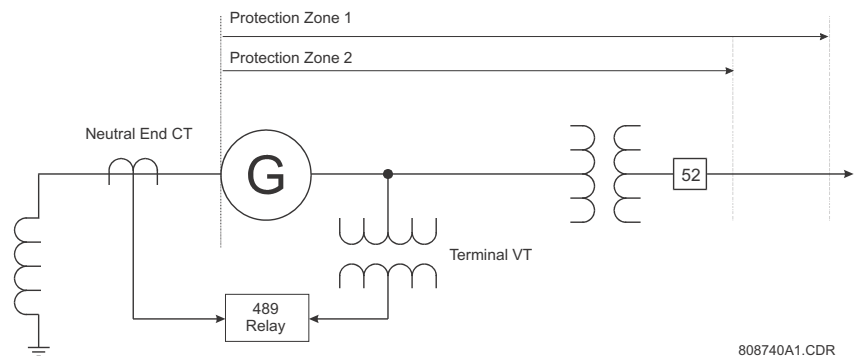 Protection Zone 1
Protection Zone 2
Neutral End CT
G
52
Terminal VT
489
Relay
808740A1.CDR